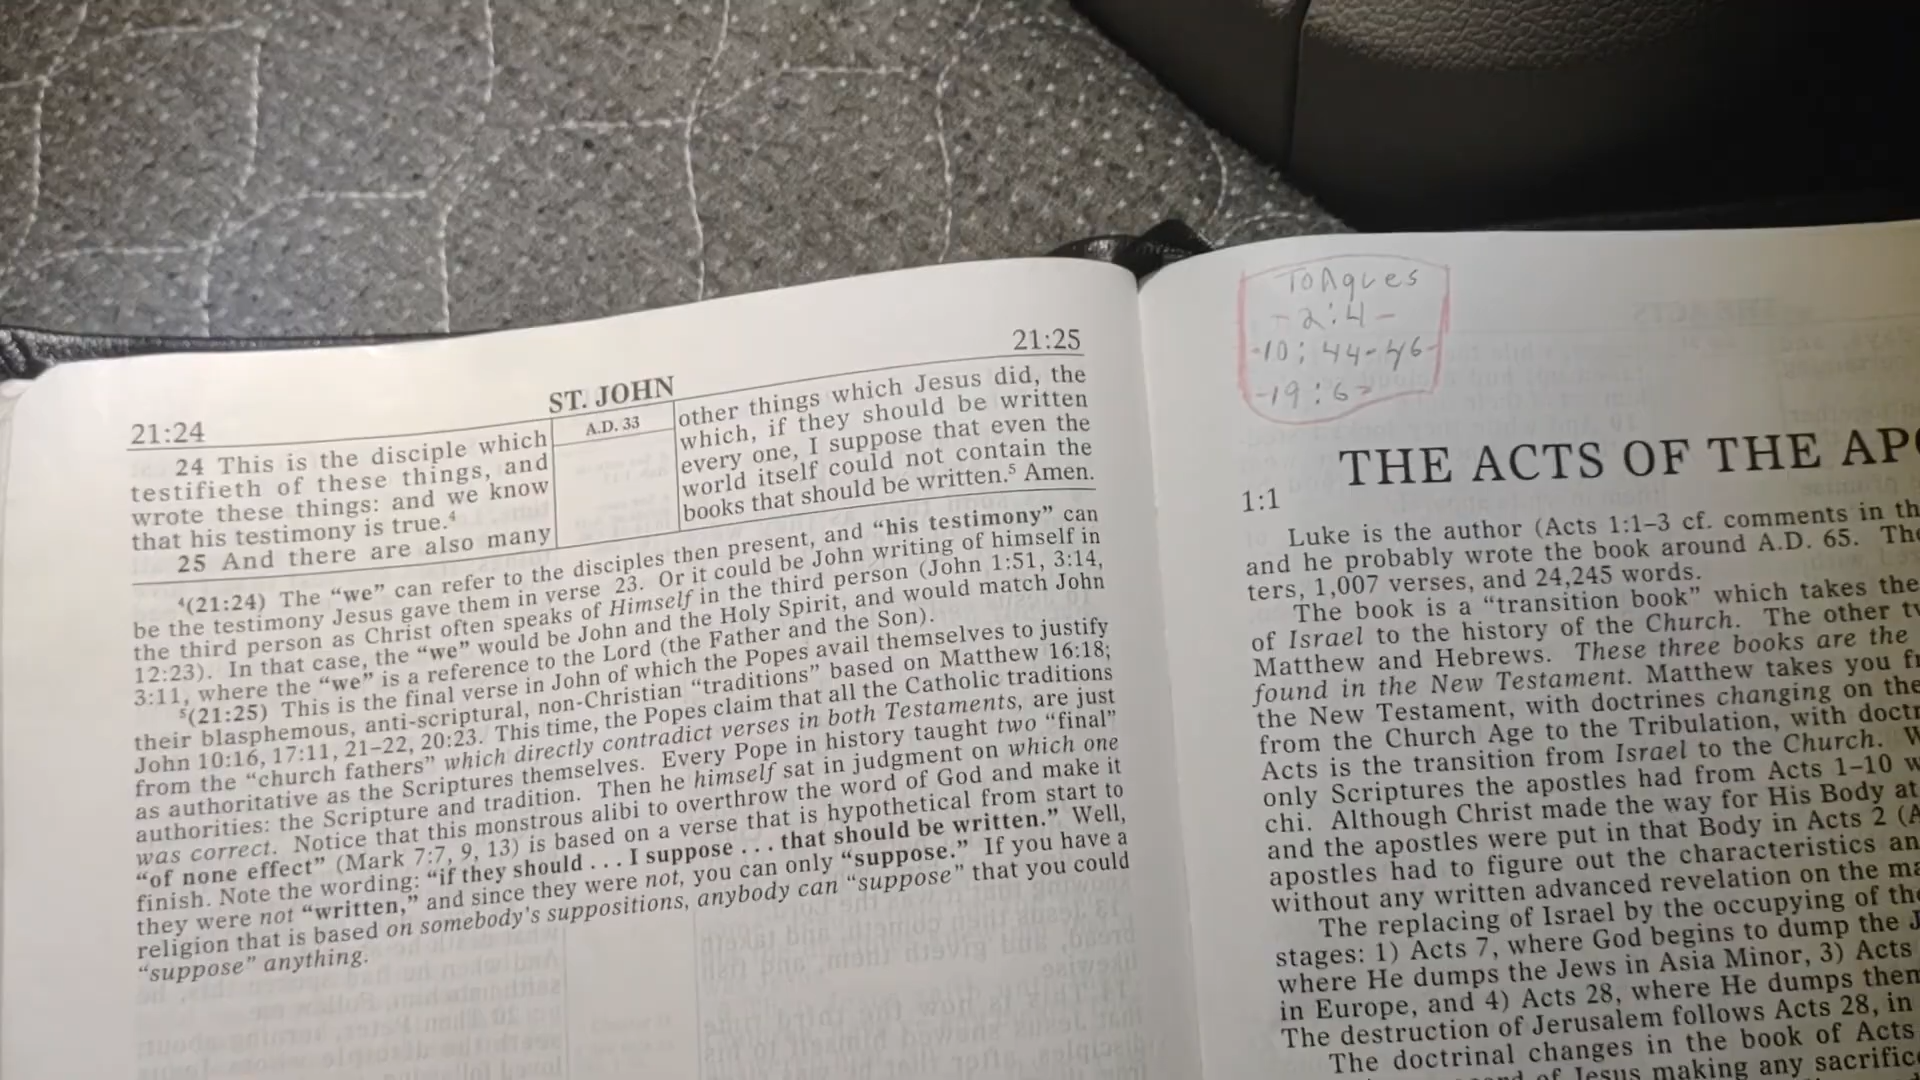 21:24
ST. JOHN
21:25
24 This is the disciple which
testifieth of these things, and
wrote these things: and we know
that his testimony is true.⁴
25 And there are also many
A.D. 33
other things which Jesus did, the
which, if they should be written
every one, I suppose that even the
world itself could not contain the
books that should be written.⁵ Amen.
⁴(21:24) The “we” can refer to the disciples then present, and “his testimony” can
be the testimony Jesus gave them in verse 23. Or it could be John writing of himself in
the third person as Christ often speaks of Himself in the third person (John 1:51, 3:14,
12:23). In that case, the “we” would be John and the Holy Spirit, and would match John
3:11, where the “we” is a reference to the Lord (the Father and the Son).
⁵(21:25) This is the final verse in John of which the Popes avail themselves to justify
their blasphemous, anti-scriptural, non-Christian “traditions” based on Matthew 16:18;
John 10:16, 17:11, 21–22, 20:23. This time, the Popes claim that all the Catholic traditions
from the “church fathers” which directly contradict verses in both Testaments, are just
as authoritative as the Scriptures themselves. Every Pope in history taught two “final”
authorities: the Scripture and tradition. Then he himself sat in judgment on which one
was correct. Notice that this monstrous alibi to overthrow the word of God and make it
“of none effect” (Mark 7:7, 9, 13) is based on a verse that is hypothetical from start to
finish. Note the wording: “if they should . . . I suppose . . . that should be written.” Well,
they were not “written,” and since they were not, you can only “suppose.” If you have a
religion that is based on somebody's suppositions, anybody can “suppose” that you could
“suppose” anything.
Tongues
-2:4-
-10:44-46-
-19:6-
THE ACTS OF THE AP
1:1
Luke is the author (Acts 1:1–3 cf. comments in th
and he probably wrote the book around A.D. 65. The
ters, 1,007 verses, and 24,245 words.
The book is a “transition book” which takes the
of Israel to the history of the Church. The other tw
Matthew and Hebrews. These three books are the
found in the New Testament. Matthew takes you fr
the New Testament, with doctrines changing on the
from the Church Age to the Tribulation, with doctr
Acts is the transition from Israel to the Church. W
only Scriptures the apostles had from Acts 1–10 w
chi. Although Christ made the way for His Body at
and the apostles were put in that Body in Acts 2 (A
apostles had to figure out the characteristics an
without any written advanced revelation on the ma
The replacing of Israel by the occupying of the
stages: 1) Acts 7, where God begins to dump the J
where He dumps the Jews in Asia Minor, 3) Acts
in Europe, and 4) Acts 28, where He dumps them
The destruction of Jerusalem follows Acts 28, in
The doctrinal changes in the book of Acts
of Jesus making any sacrific